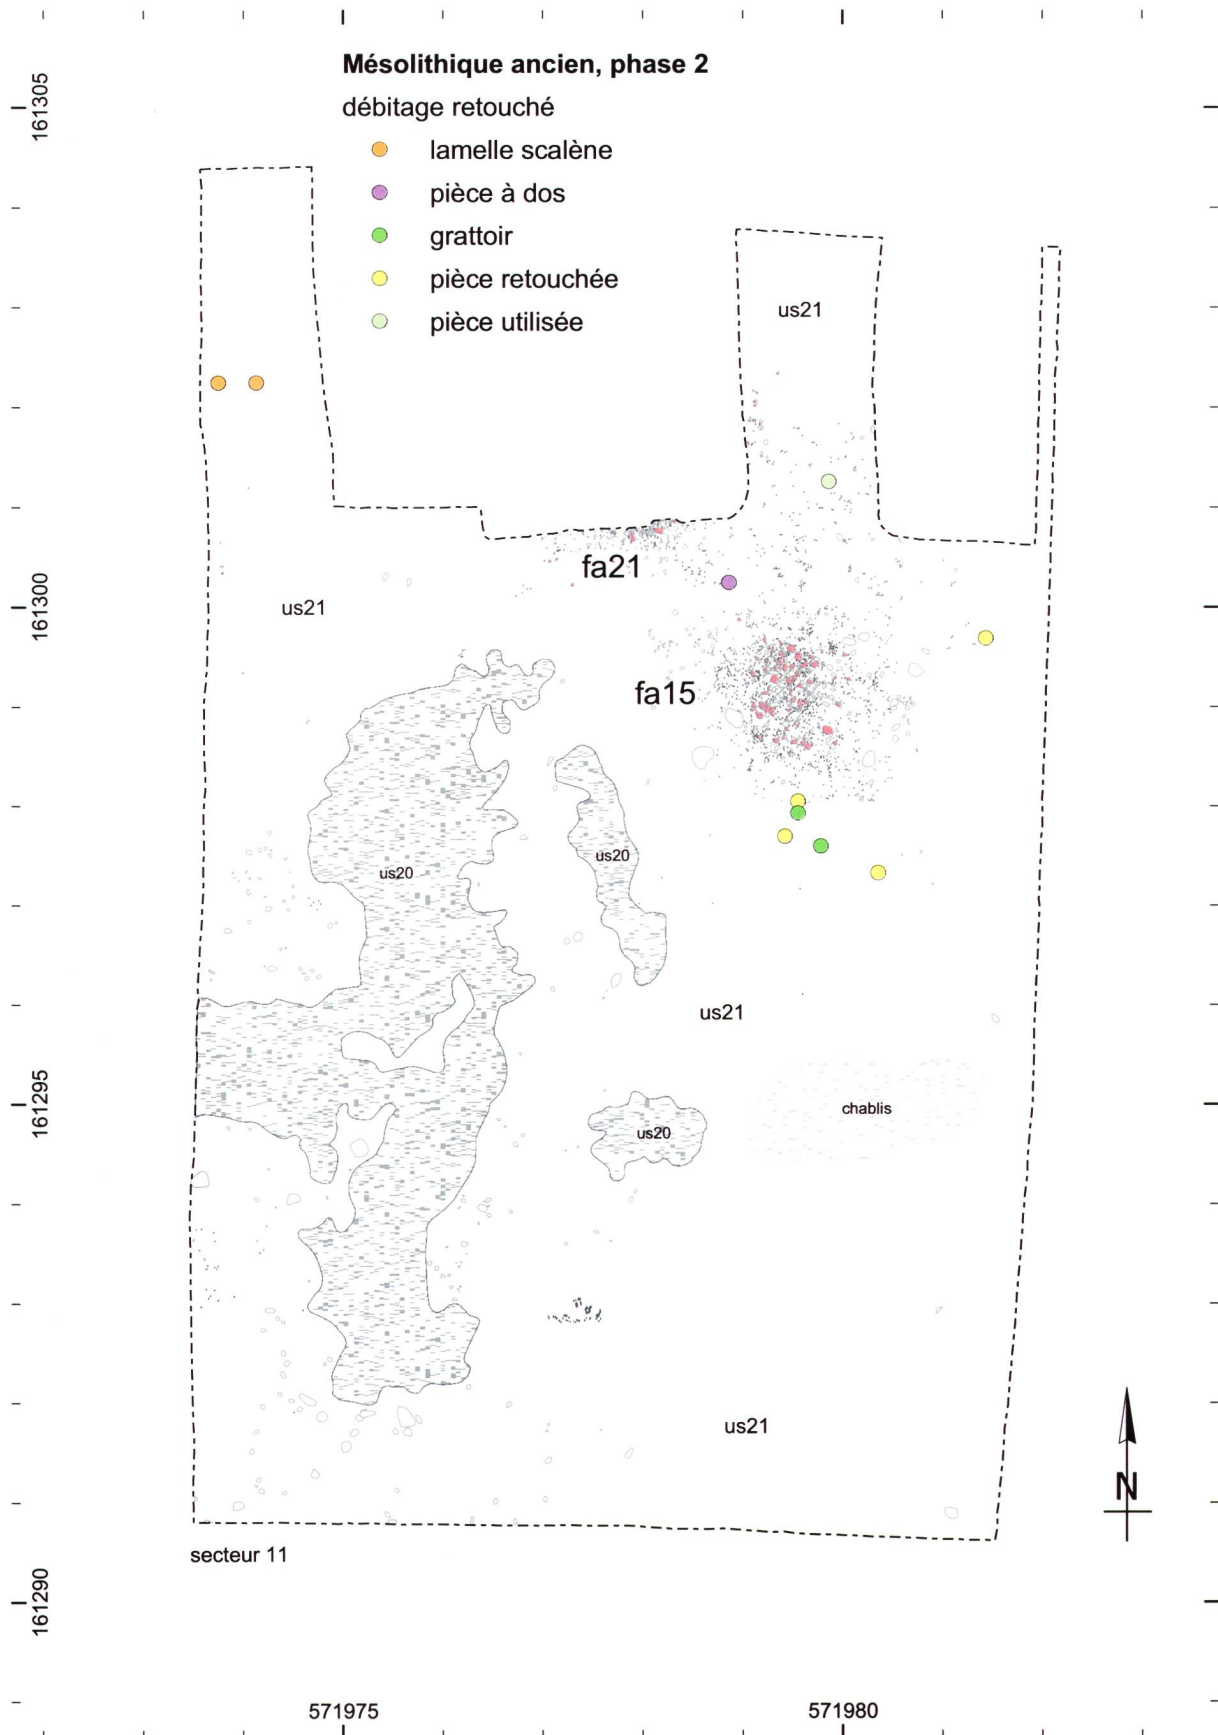 Mésolithique ancien, phase 2
161305
débitage retouché
lamelle scalène
pièce à dos
grattoir
pièce retouchée
pièce utilisée
us21
fa21
161300
us21
fa15
us20
us20
us21
161295
chablis
us20
us21
N
secteur 11
161290
571975
571980